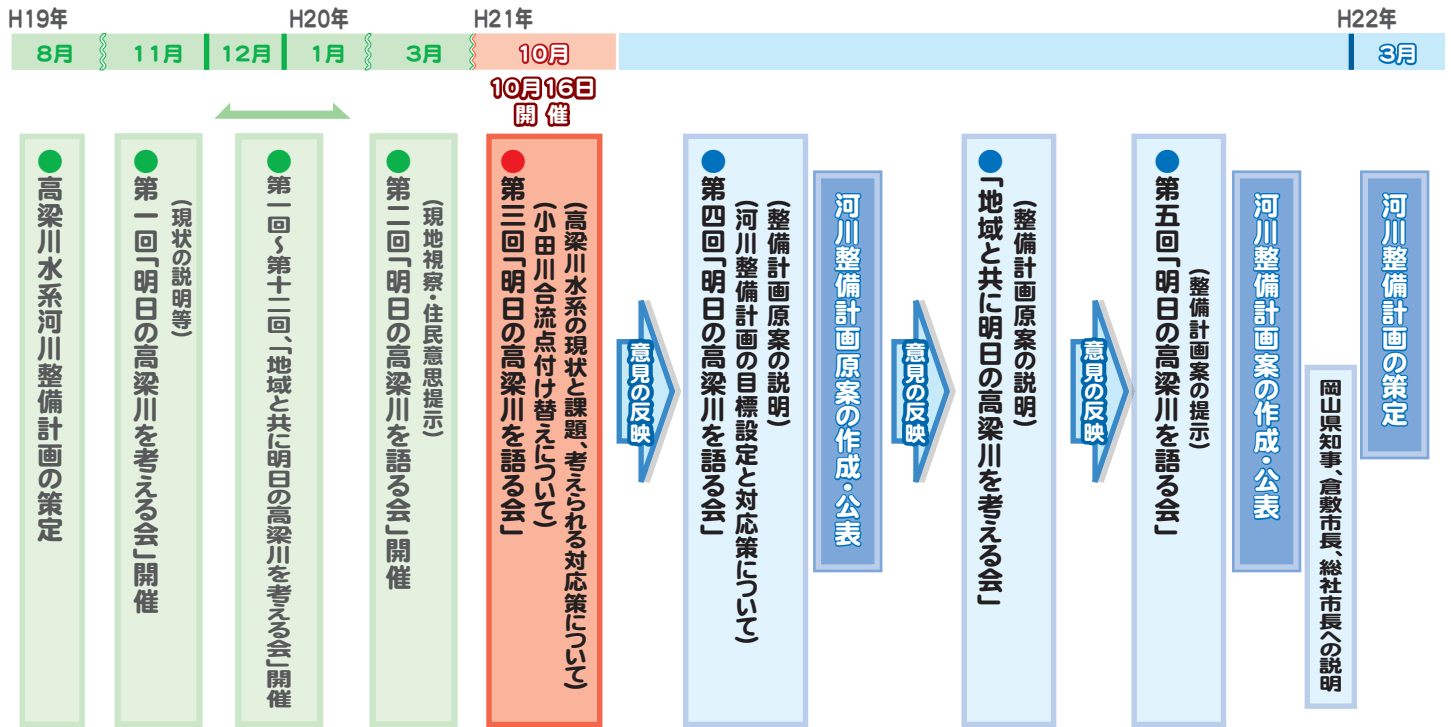 H19年
H20年
H21年
H22年
8月
11月
12月
1月
3月
10月
3月
10月16日
開催
●高梁川水系河川整備計画の策定
●第一回「明日の高梁川を考える会」開催
(現状の説明等)
●第一回～第十二回、「地域と共に明日の高梁川を考える会」開催
●第二回「明日の高梁川を語る会」開催
(現地視察・住民意思提示)
●第三回「明日の高梁川を語る会」
(高梁川水系の現状と課題、考えられる対応策について)
(小田川合流点付け替えについて)
意見の反映
●第四回「明日の高梁川を語る会」
(整備計画原案の説明)
(河川整備計画の目標設定と対応策について)
河川整備計画原案の作成・公表
意見の反映
●「地域と共に明日の高梁川を考える会」
(整備計画原案の説明)
意見の反映
●第五回「明日の高梁川を語る会」
(整備計画案の提示)
河川整備計画案の作成・公表
岡山県知事、倉敷市長、総社市長への説明
河川整備計画の策定